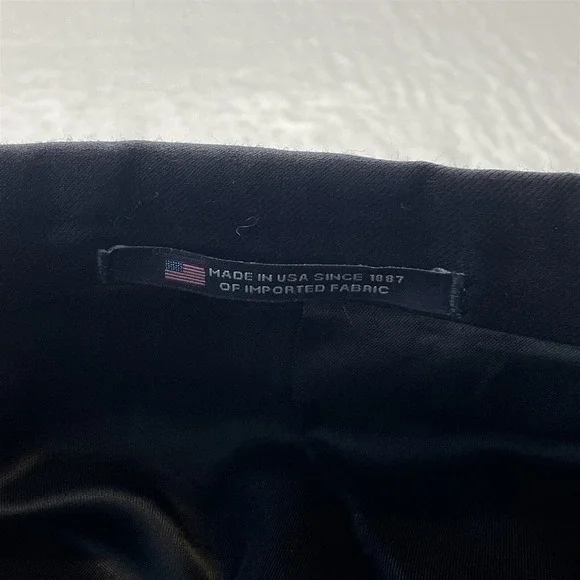 MADE IN USA SINCE 1887
OF IMPORTED FABRIC